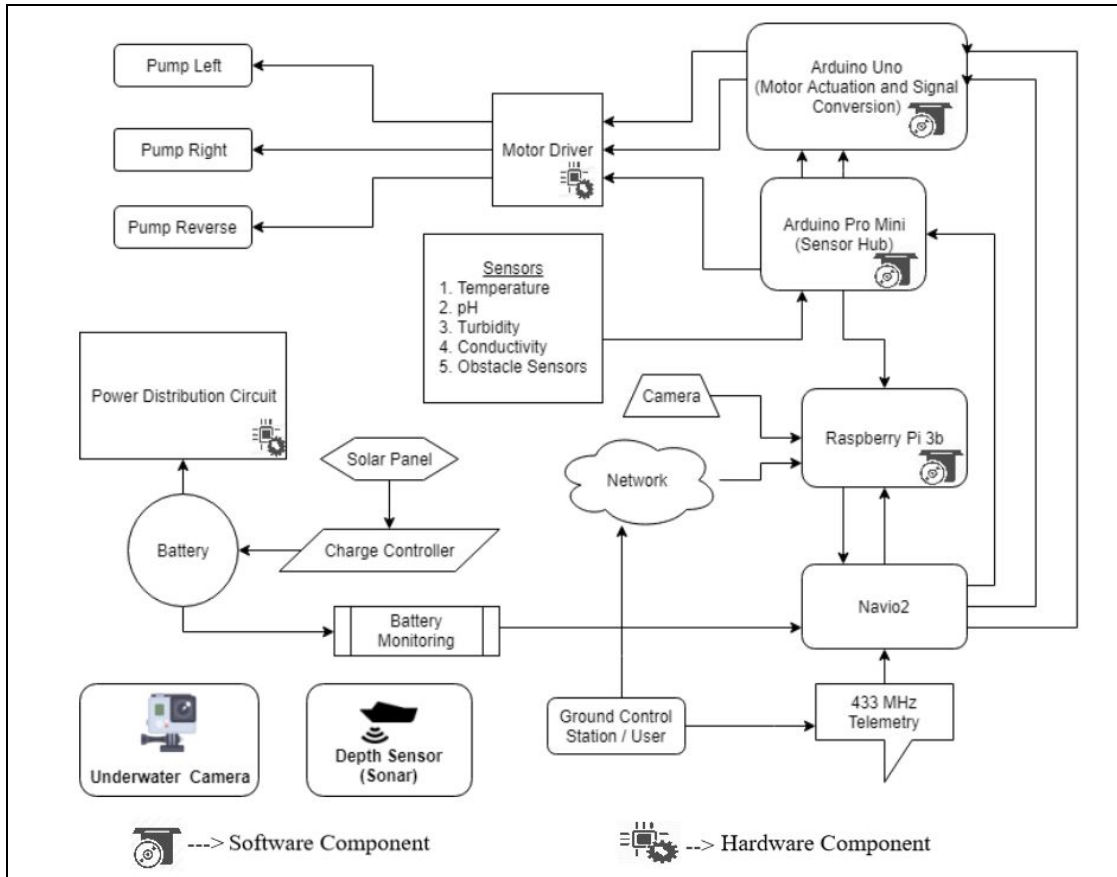 Pump Left
Pump Right
Pump Reverse
Motor Driver
Arduino Uno
(Motor Actuation and Signal
Conversion)
Arduino Pro Mini
(Sensor Hub)
Sensors
1. Temperature
2. pH
3. Turbidity
4. Conductivity
5. Obstacle Sensors
Power Distribution Circuit
Camera
Raspberry Pi 3b
Solar Panel
Network
Battery
Charge Controller
Navio2
Battery
Monitoring
433 MHz
Telemetry
Ground Control
Station / User
Underwater Camera
Depth Sensor
(Sonar)
---> Software Component
--> Hardware Component